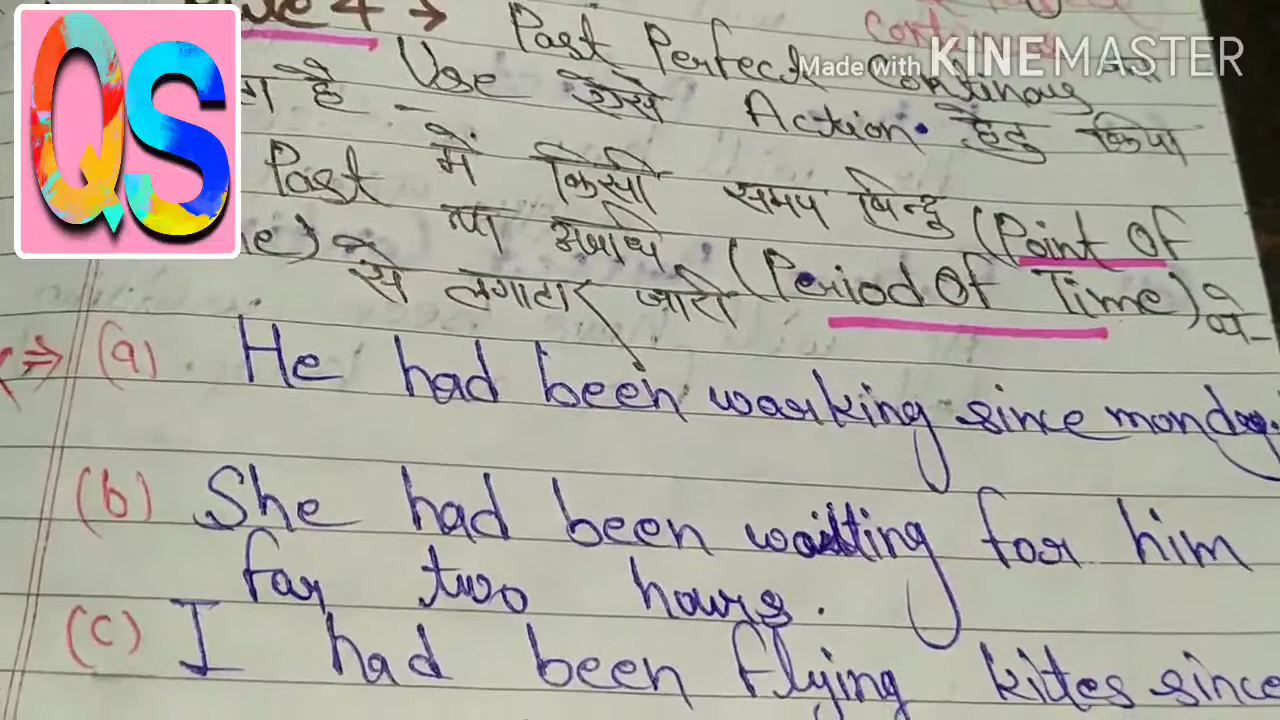 QS
4 → Past Perfect Continous
Made with KINEMASTER
है - Use ऐसे Action. हेतु किया
Past में किसी समय बिन्दु (Point Of
या अवधि (Period Of Time)
से लगातार जारी
(a) He had been working since monday.
(b) She had been waiting for him
for two hours.
(c) I had been flying kites since